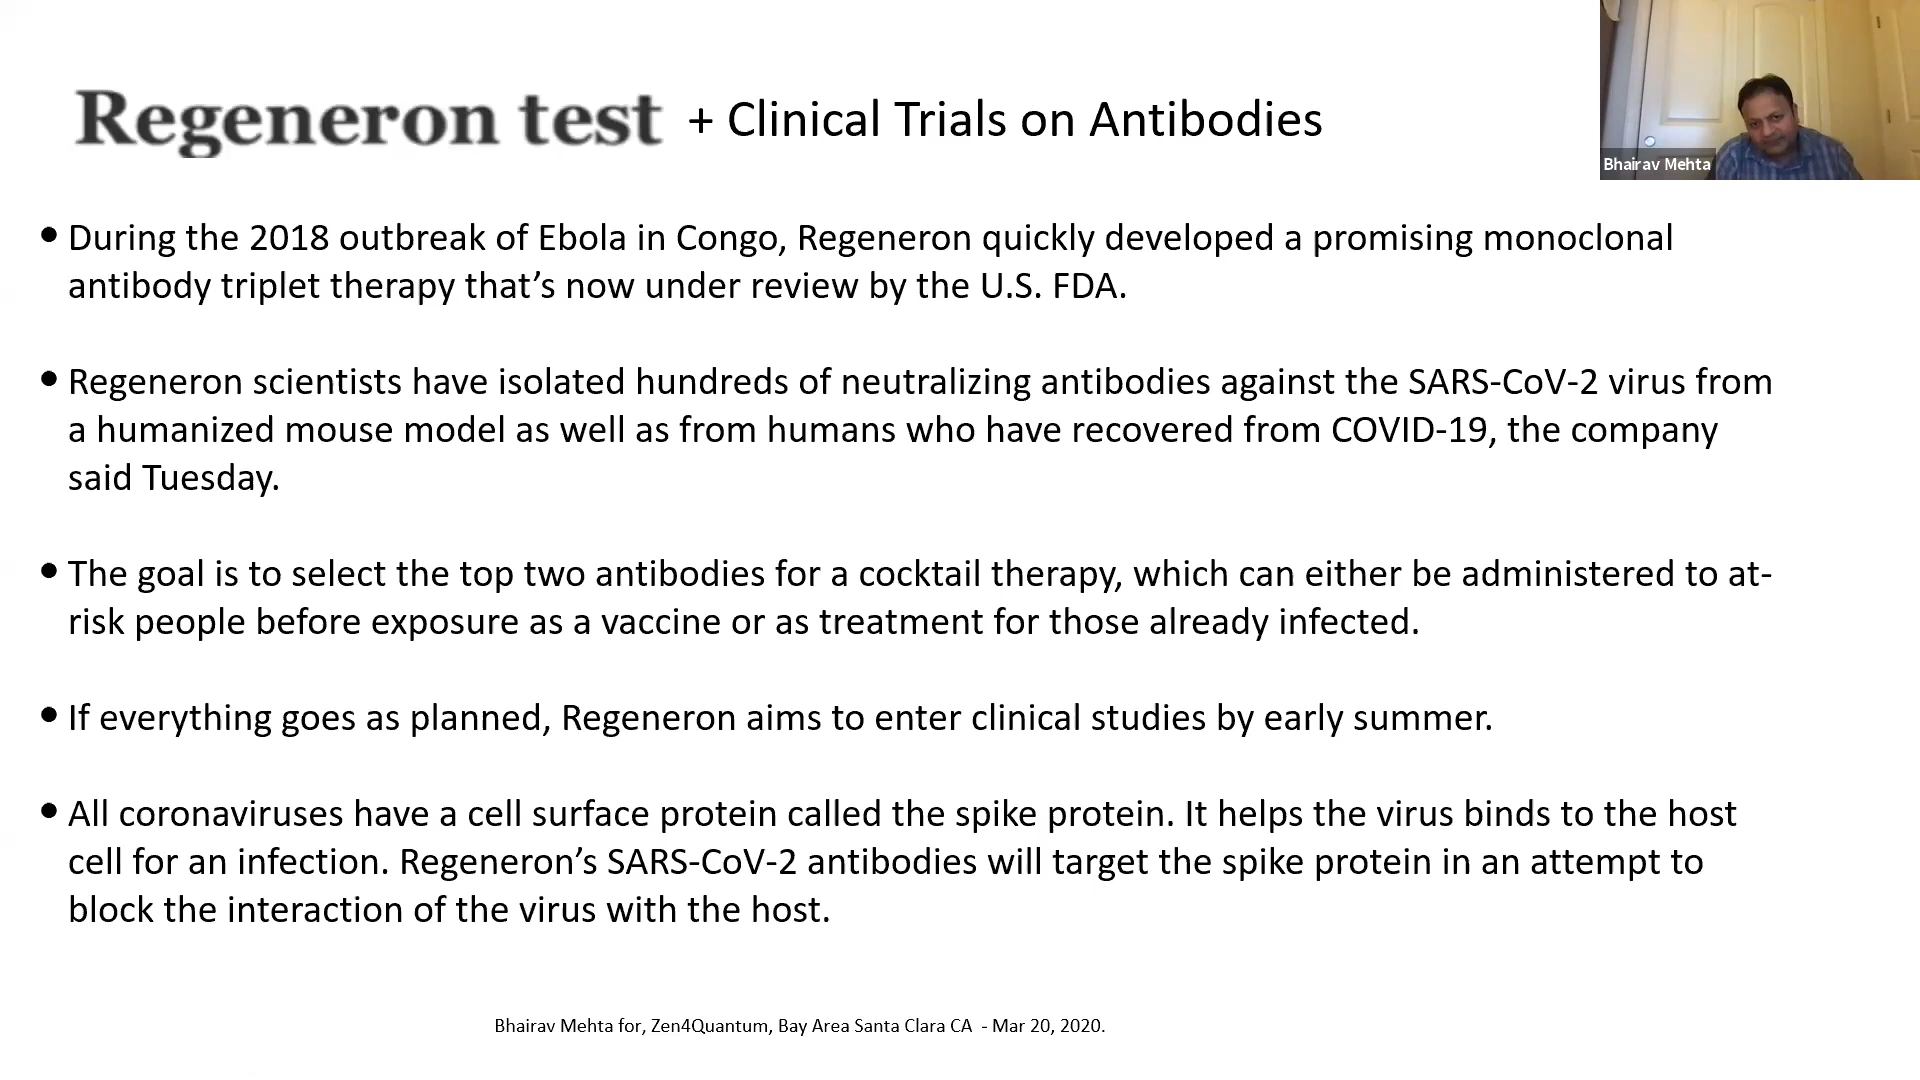 Regeneron test + Clinical Trials on Antibodies
Bhairav Mehta
• During the 2018 outbreak of Ebola in Congo, Regeneron quickly developed a promising monoclonal
antibody triplet therapy that’s now under review by the U.S. FDA.
• Regeneron scientists have isolated hundreds of neutralizing antibodies against the SARS-CoV-2 virus from
a humanized mouse model as well as from humans who have recovered from COVID-19, the company
said Tuesday.
• The goal is to select the top two antibodies for a cocktail therapy, which can either be administered to at-
risk people before exposure as a vaccine or as treatment for those already infected.
• If everything goes as planned, Regeneron aims to enter clinical studies by early summer.
• All coronaviruses have a cell surface protein called the spike protein. It helps the virus binds to the host
cell for an infection. Regeneron’s SARS-CoV-2 antibodies will target the spike protein in an attempt to
block the interaction of the virus with the host.
Bhairav Mehta for, Zen4Quantum, Bay Area Santa Clara CA - Mar 20, 2020.